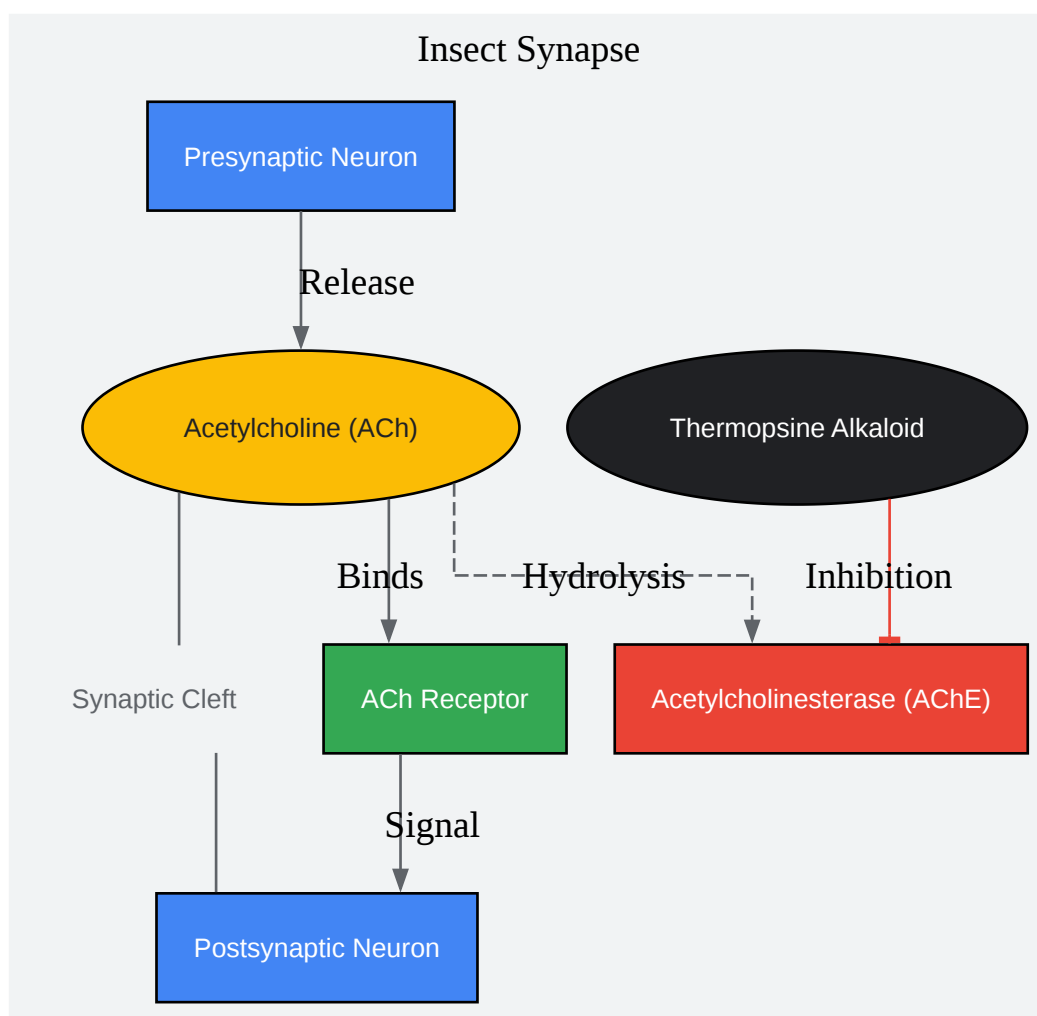 Insect Synapse
Presynaptic Neuron
Release
Acetylcholine (ACh)
Thermopsine Alkaloid
Binds
Hydrolysis
Inhibition
Synaptic Cleft
ACh Receptor
Acetylcholinesterase (AChE)
Signal
Postsynaptic Neuron